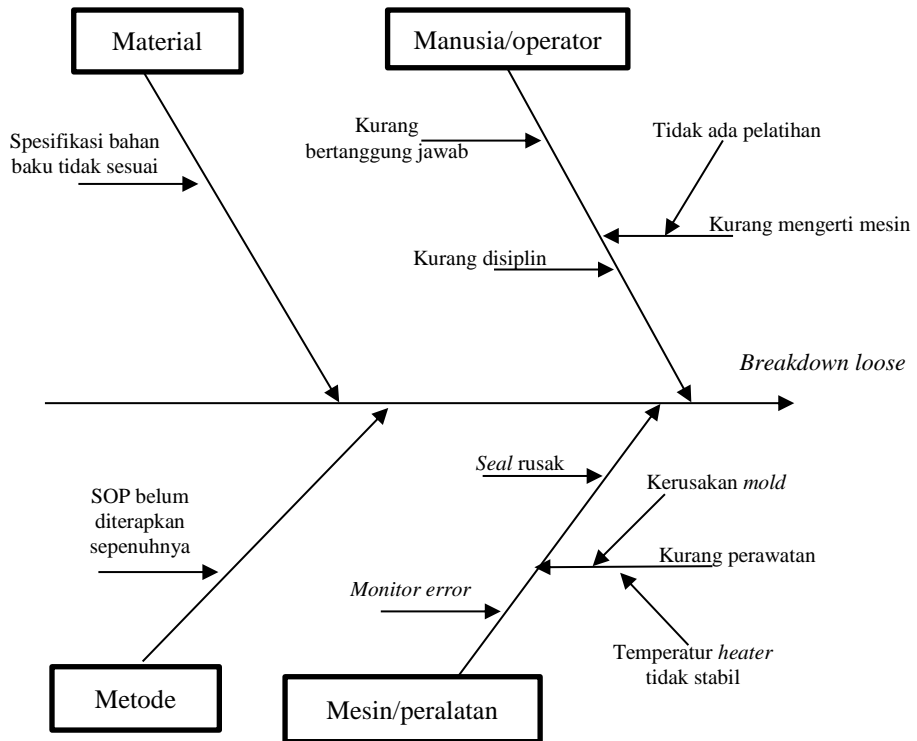 Material
Manusia/operator
Kurang
bertanggung jawab
Tidak ada pelatihan
Spesifikasi bahan
baku tidak sesuai
Kurang mengerti mesin
Kurang disiplin
Breakdown loose
Seal rusak
Kerusakan mold
SOP belum
diterapkan
sepenuhnya
Kurang perawatan
Monitor error
Temperatur heater
tidak stabil
Metode
Mesin/peralatan